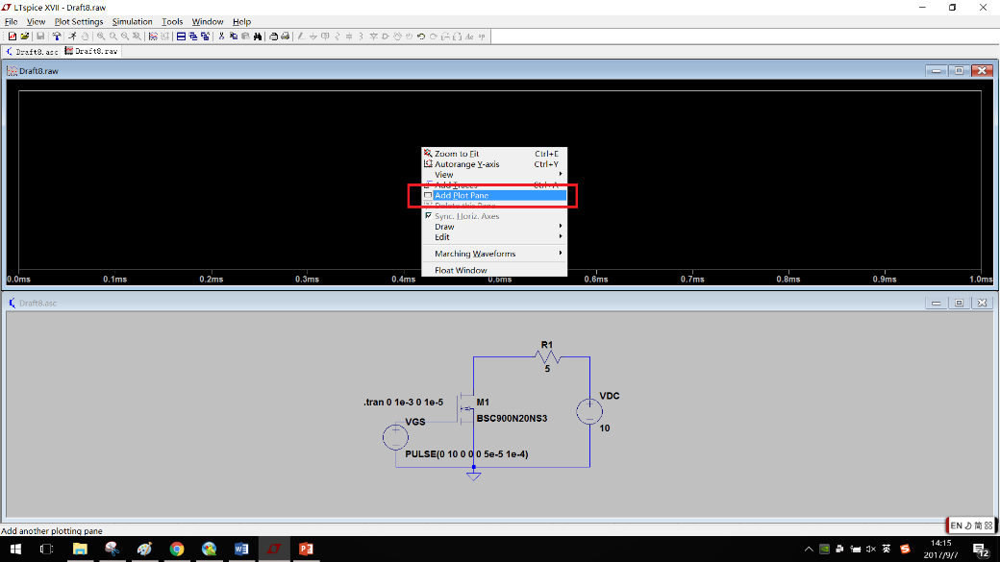 LTspice XVII - Draft8.raw
File View Plot Settings Simulation Tools Window Help
Draft8.asc Draft8.raw
Draft8.raw
Zoom to Fit Ctrl+E
Autorange Y-axis Ctrl+Y
View
Add Traces Ctrl+A
Add Plot Pane
Delete this Pane
Sync. Horiz. Axes
Draw
Edit
Marching Waveforms
Float Window
0.0ms 0.1ms 0.2ms 0.3ms 0.4ms 0.5ms 0.6ms 0.7ms 0.8ms 0.9ms 1.0ms
Draft8.asc
R1
5
.tran 0 1e-3 0 1e-5
M1
BSC900N20NS3
VGS
PULSE(0 10 0 0 0 5e-5 1e-4)
VDC
10
EN 简
Add another plotting pane
英
14:15
2017/9/7
12